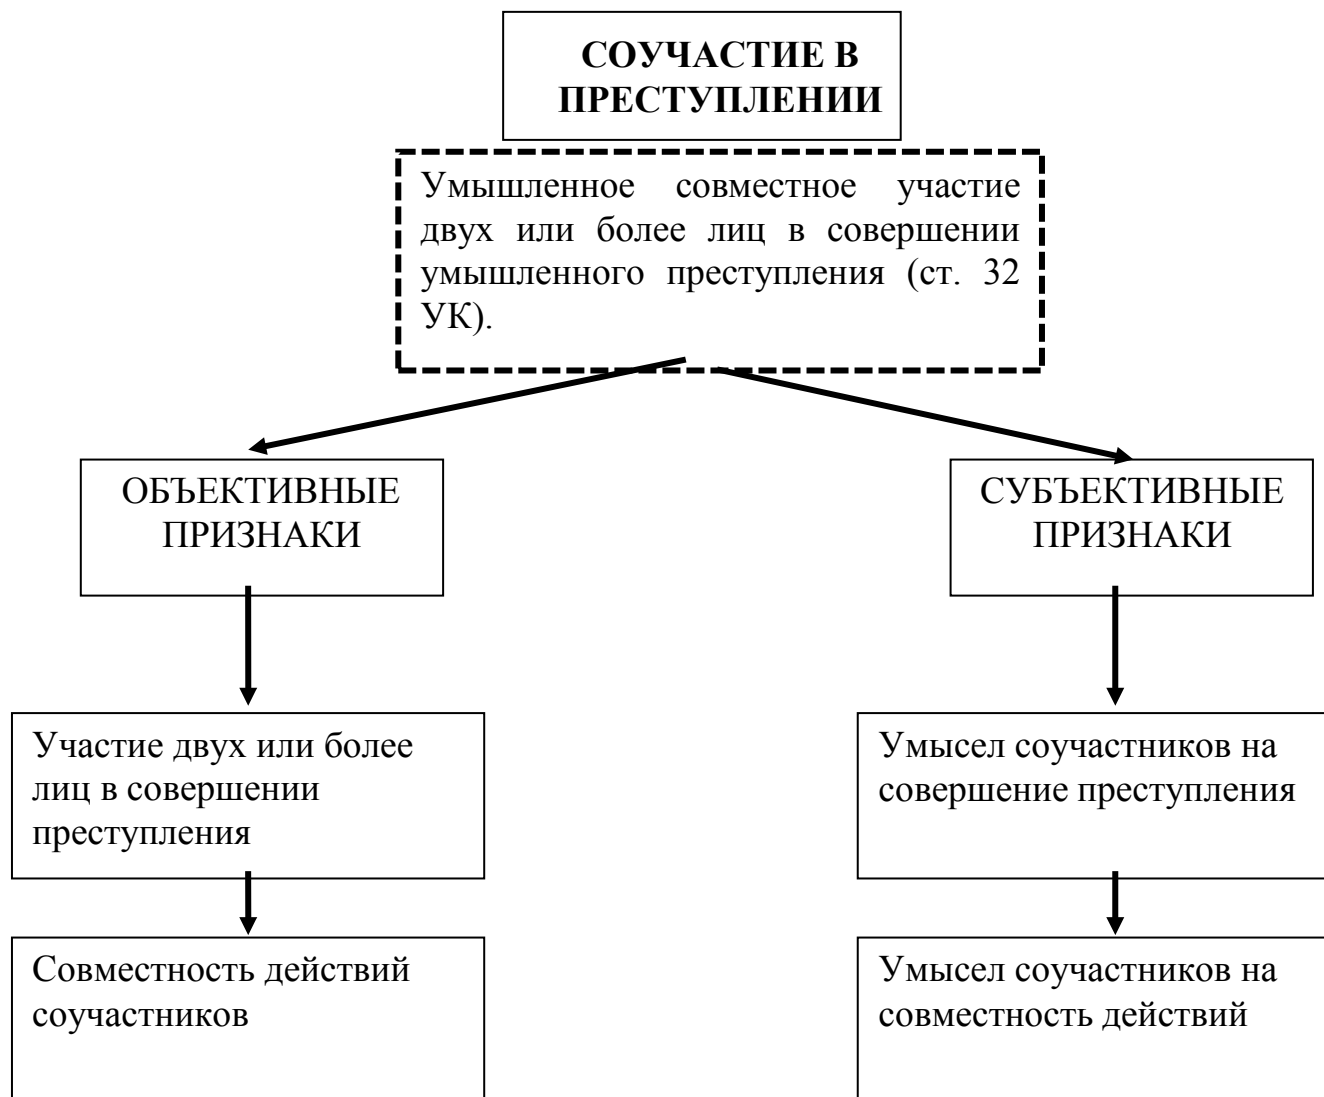 СОУЧАСТИЕ В
ПРЕСТУПЛЕНИИ
Умышленное совместное участие
двух или более лиц в совершении
умышленного преступления (ст. 32
УК).
ОБЪЕКТИВНЫЕ
ПРИЗНАКИ
СУБЪЕКТИВНЫЕ
ПРИЗНАКИ
Участие двух или более
лиц в совершении
преступления
Умысел соучастников на
совершение преступления
Совместность действий
соучастников
Умысел соучастников на
совместность действий